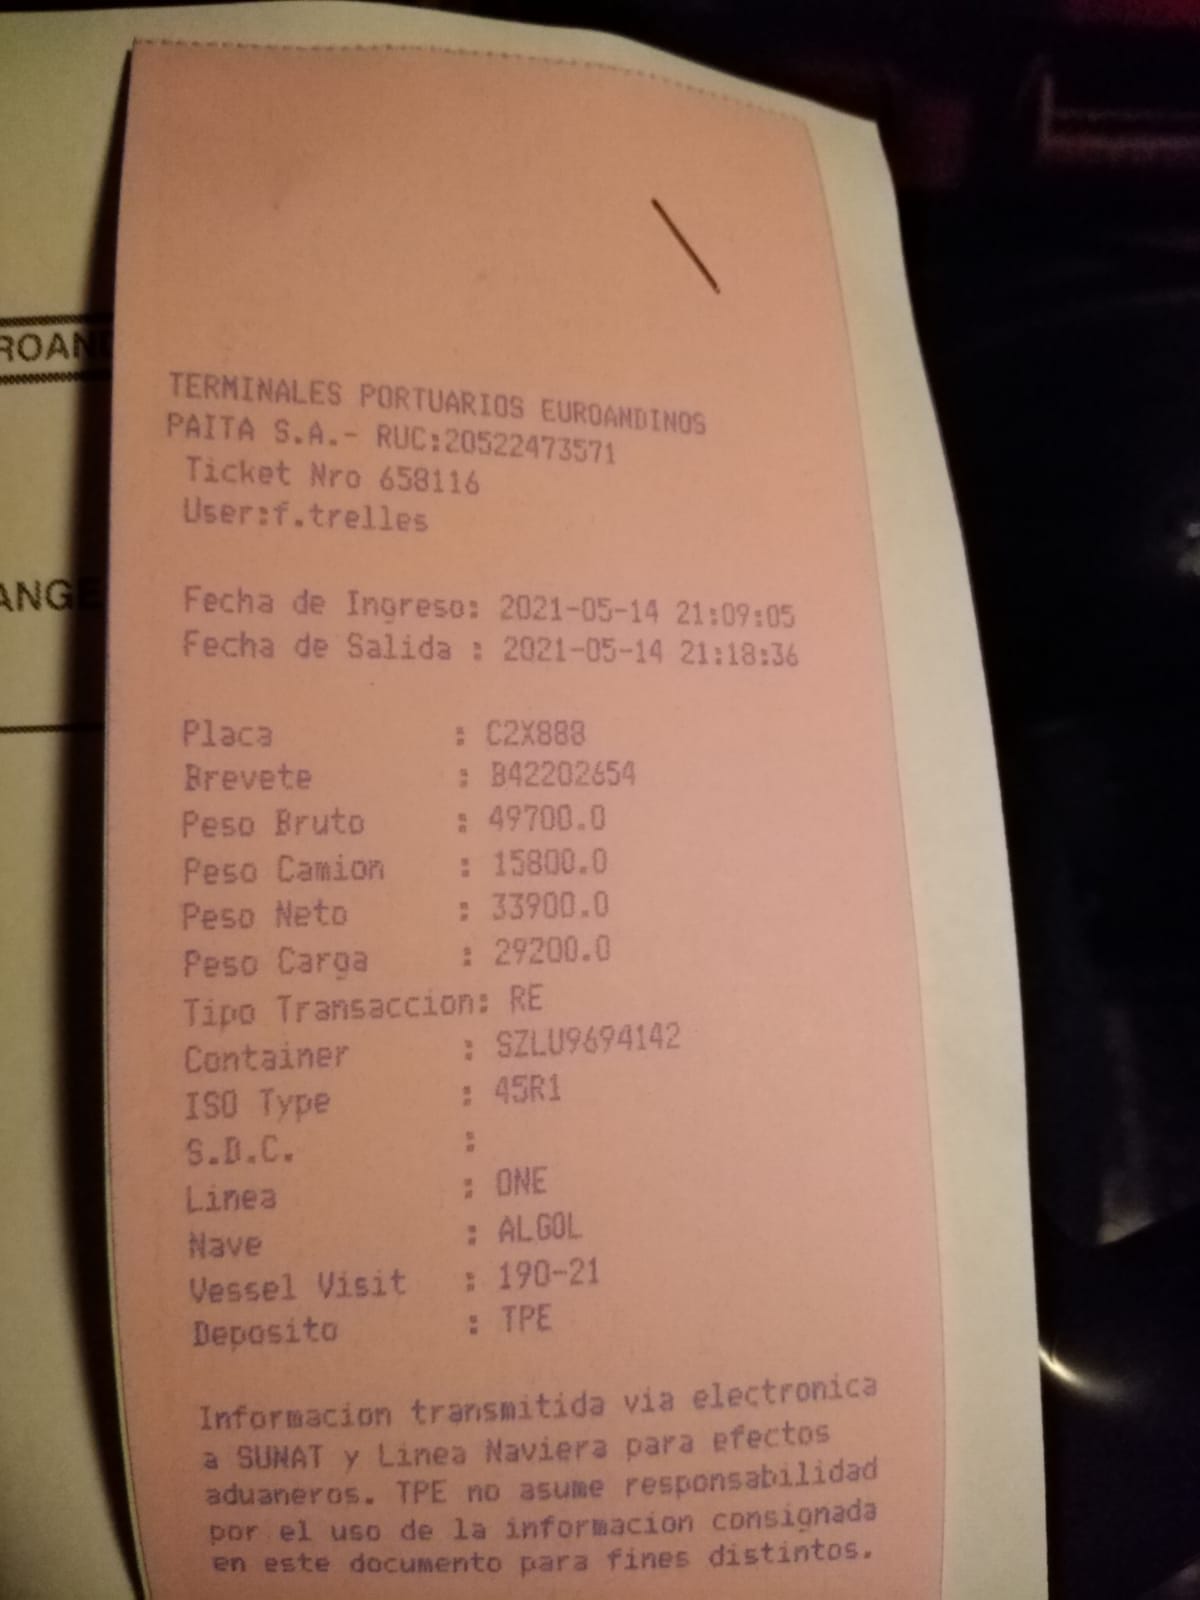 ROAN
ANGE
TERMINALES PORTUARIOS EUROANDINOS
PAITA S.A.- RUC:20522473571
Ticket Nro 658116
User:f.trelles
Fecha de Ingreso: 2021-05-14 21:09:05
Fecha de Salida : 2021-05-14 21:18:36
Placa : C2X888
Brevete : B42202654
Peso Bruto : 49700.0
Peso Camion : 15800.0
Peso Neto : 33900.0
Peso Carga : 29200.0
Tipo Transaccion: RE
Container : SZLU9694142
ISO Type : 45R1
S.D.C. :
Linea : ONE
Nave : ALGOL
Vessel Visit : 190-21
Deposito : TPE
Informacion transmitida via electronica
a SUNAT y Linea Naviera para efectos
aduaneros. TPE no asume responsabilidad
por el uso de la informacion consignada
en este documento para fines distintos.